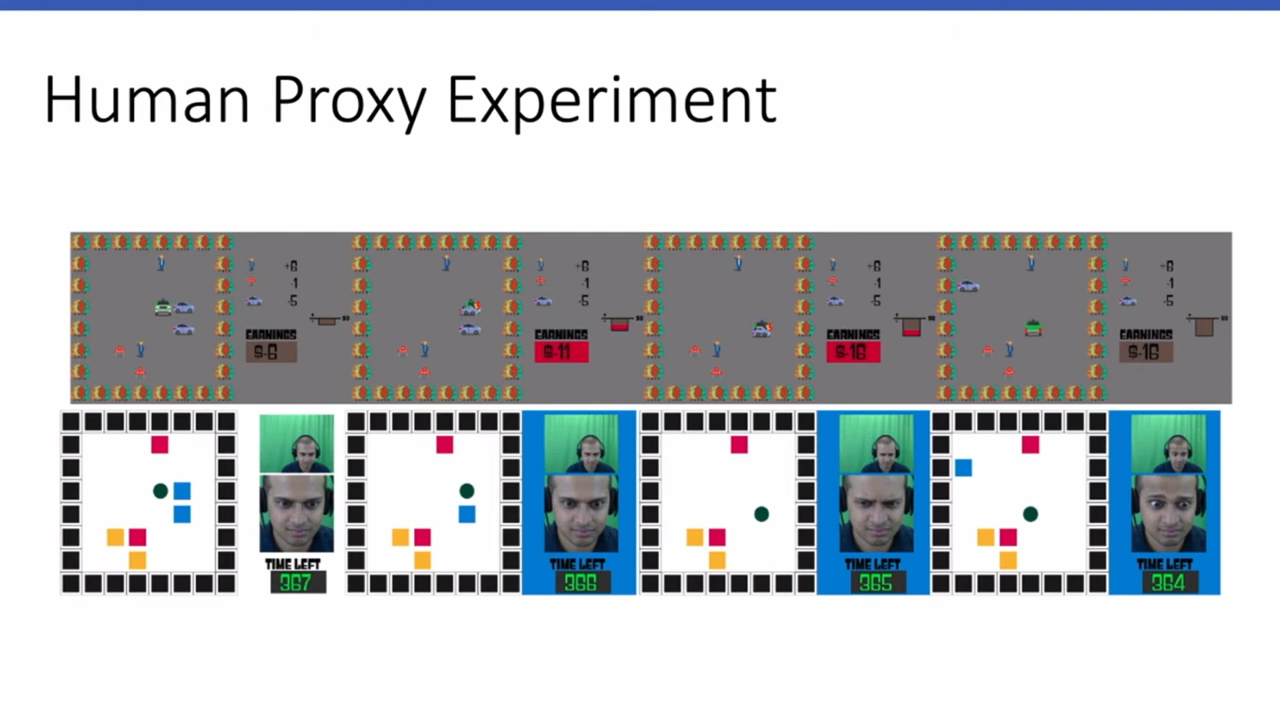 Human Proxy Experiment
+6
-1
-5
EARNINGS
$-6
+6
-1
-5
EARNINGS
$-11
+6
-1
-5
EARNINGS
$-16
+6
-1
-5
EARNINGS
$-16
TIME LEFT
367
TIME LEFT
366
TIME LEFT
365
TIME LEFT
364